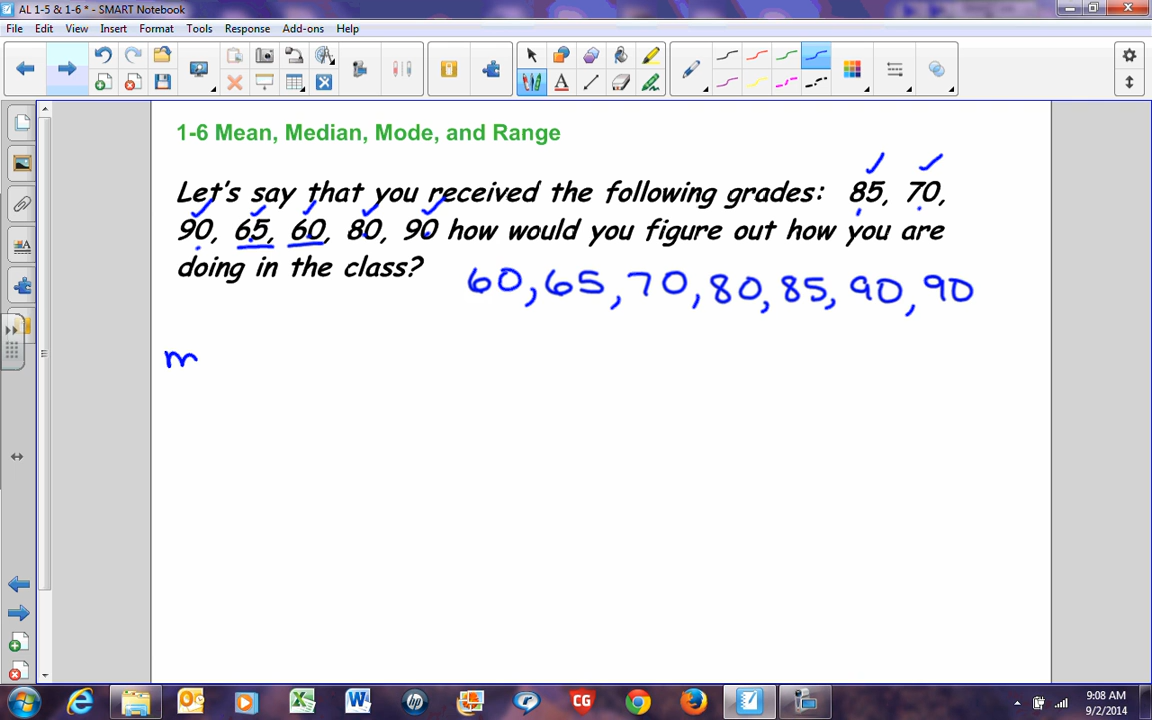 AL 1-5 & 1-6 * - SMART Notebook
File Edit View Insert Format Tools Response Add-ons Help
1-6 Mean, Median, Mode, and Range
Let's say that you received the following grades: 85, 70,
90, 65, 60, 80, 90 how would you figure out how you are
doing in the class?
60, 65, 70, 80, 85, 90, 90
m
9:08 AM
9/2/2014